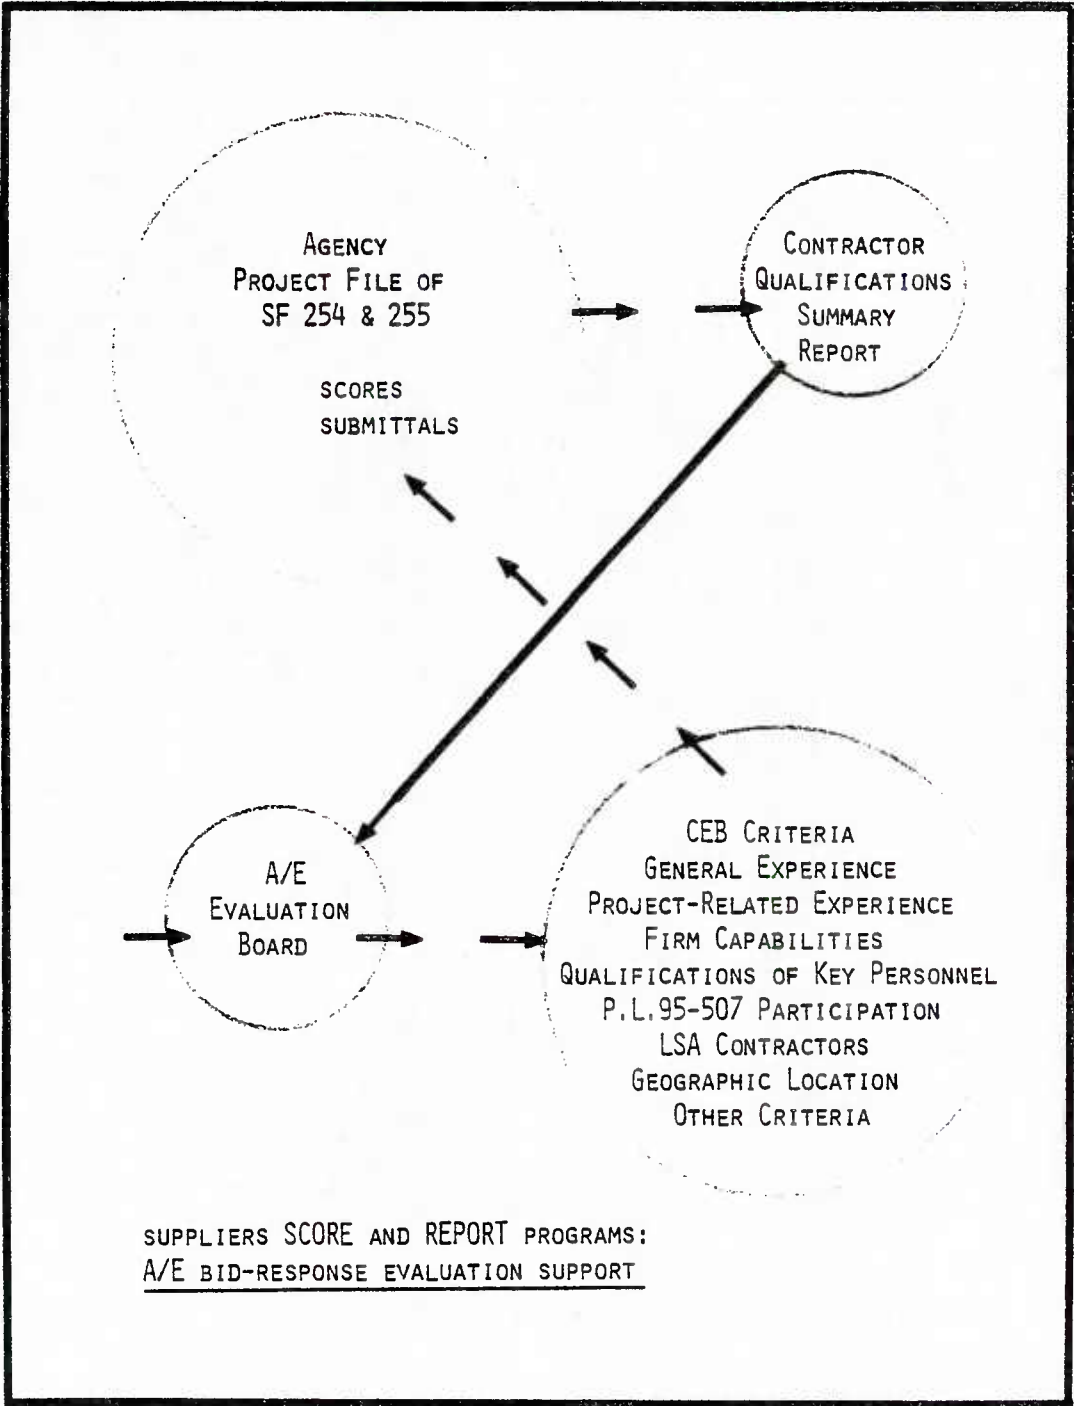 AGENCY
PROJECT FILE OF
SF 254 & 255
SCORES
SUBMITTALS
CONTRACTOR
QUALIFICATIONS
SUMMARY
REPORT
A/E
EVALUATION
BOARD
CEB CRITERIA
GENERAL EXPERIENCE
PROJECT-RELATED EXPERIENCE
FIRM CAPABILITIES
QUALIFICATIONS OF KEY PERSONNEL
P.L.95-507 PARTICIPATION
LSA CONTRACTORS
GEOGRAPHIC LOCATION
OTHER CRITERIA
SUPPLIERS SCORE AND REPORT PROGRAMS:
A/E BID-RESPONSE EVALUATION SUPPORT